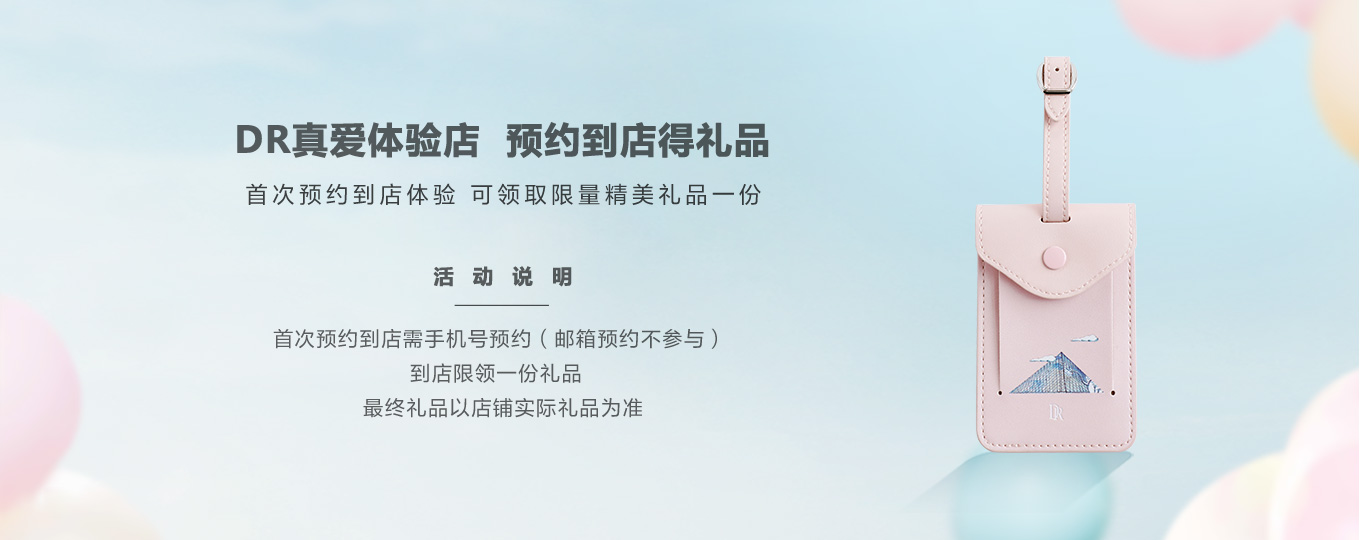 DR真爱体验店 预约到店得礼品
首次预约到店体验 可领取限量精美礼品一份
活动说明
首次预约到店需手机号预约（邮箱预约不参与）
到店限领一份礼品
最终礼品以店铺实际礼品为准
DR